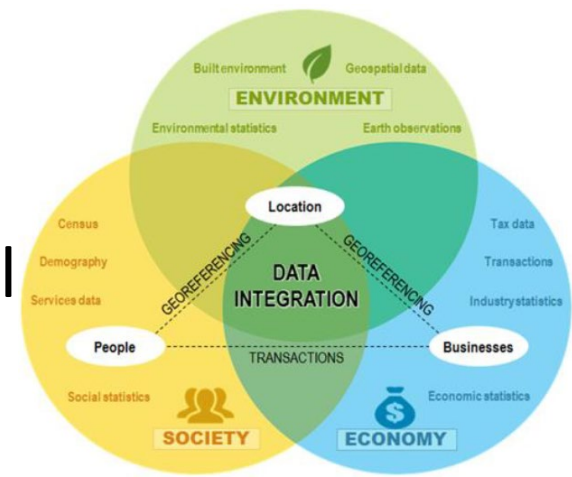 Built environment
Geospatial data
ENVIRONMENT
Environmental statistics
Earth observations
Location
Census
Tax data
GEOREFERENCING
GEOREFERENCING
Demography
Transactions
DATA
INTEGRATION
Services data
Industry statistics
People
Businesses
TRANSACTIONS
Social statistics
Economic statistics
$
SOCIETY
ECONOMY